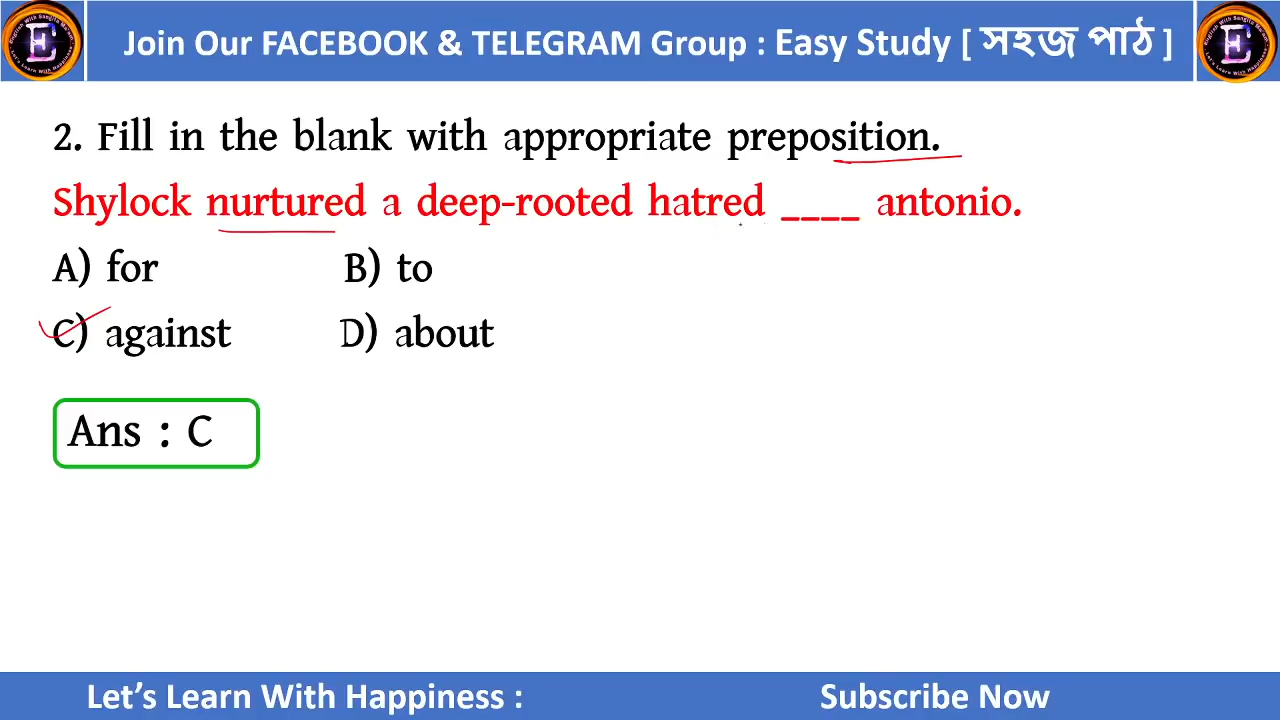 Join Our FACEBOOK & TELEGRAM Group : Easy Study [ সহজ পাঠ ]
2. Fill in the blank with appropriate preposition.
Shylock nurtured a deep-rooted hatred ____ antonio.
A) for B) to
C) against D) about
Ans : C
Let's Learn With Happiness : Subscribe Now